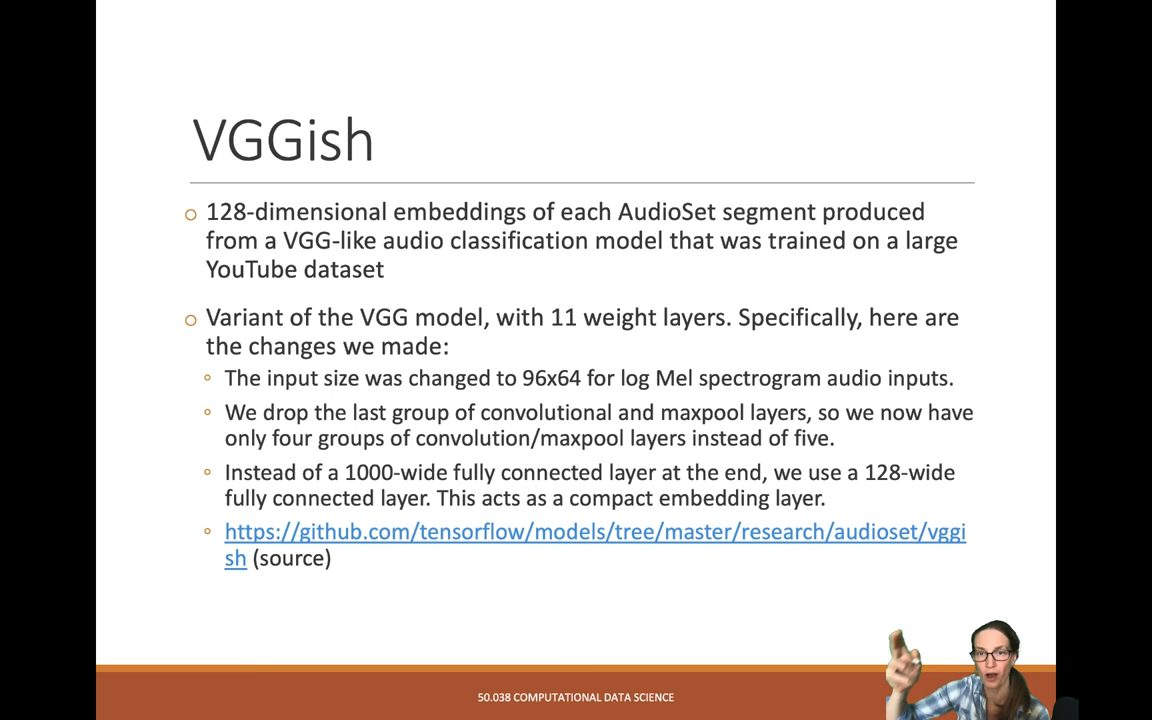 VGGish
128-dimensional embeddings of each AudioSet segment produced
from a VGG-like audio classification model that was trained on a large
YouTube dataset
Variant of the VGG model, with 11 weight layers. Specifically, here are
the changes we made:
The input size was changed to 96x64 for log Mel spectrogram audio inputs.
We drop the last group of convolutional and maxpool layers, so we now have
only four groups of convolution/maxpool layers instead of five.
Instead of a 1000-wide fully connected layer at the end, we use a 128-wide
fully connected layer. This acts as a compact embedding layer.
https://github.com/tensorflow/models/tree/master/research/audioset/vggi
sh (source)
50.038 COMPUTATIONAL DATA SCIENCE